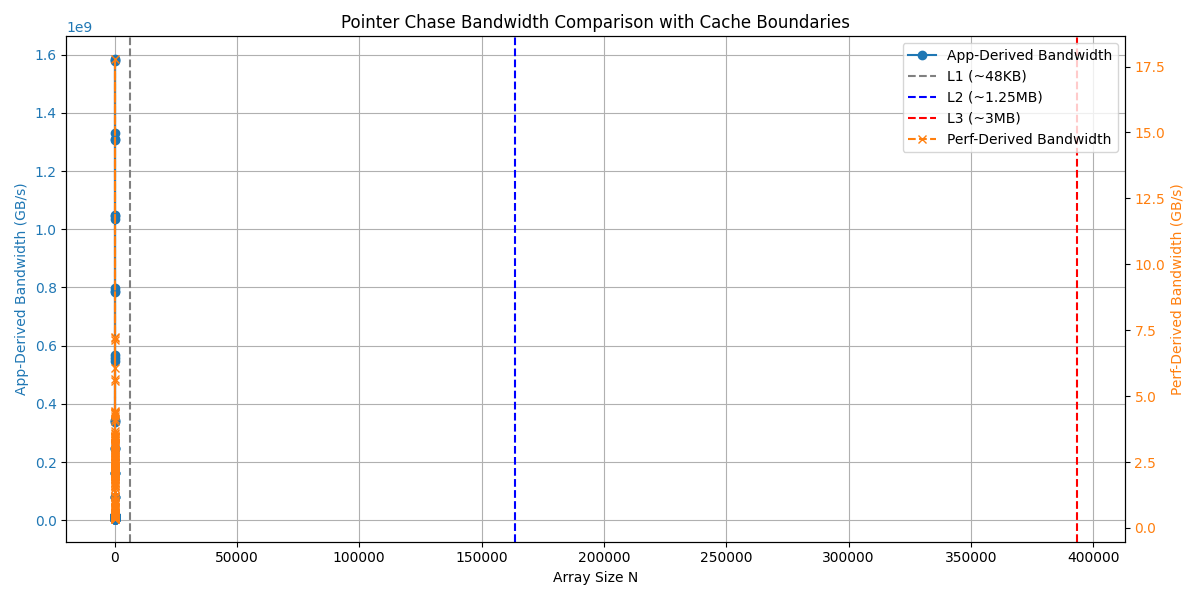 Pointer Chase Bandwidth Comparison with Cache Boundaries
1e9
1.6
1.4
1.2
1.0
0.8
0.6
0.4
0.2
0.0
App-Derived Bandwidth (GB/s)
App-Derived Bandwidth
L1 (~48KB)
L2 (~1.25MB)
L3 (~3MB)
Perf-Derived Bandwidth
17.5
15.0
12.5
10.0
7.5
5.0
2.5
0.0
Perf-Derived Bandwidth (GB/s)
0
50000
100000
150000
200000
250000
300000
350000
400000
Array Size N